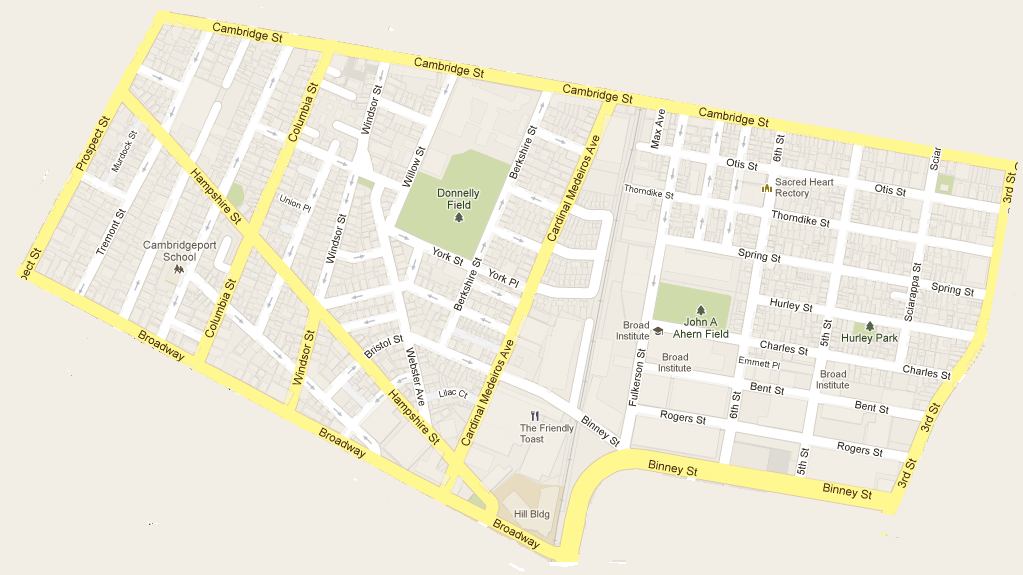 Cambridge St
Cambridge St
Cambridge St
Cambridge St
Prospect St
Murdock St
Columbia St
Windsor St
Willow St
Berkshire St
Max Ave
6th St
Sciar
3rd St
Otis St
Otis St
Sacred Heart
Rectory
Hampshire St
Union Pl
Donnelly
Field
Cardinal Medeiros Ave
Thorndike St
Thorndike St
Tremont St
Windsor St
Cambridgeport
School
pect St
York St
York Pl
Berkshire St
Spring St
Spring St
Sciarappa St
Columbia St
Hurley St
John A
Ahern Field
Broad
Institute
5th St
Hurley Park
Broadway
Windsor St
Bristol St
Webster Ave
Cardinal Medeiros Ave
Fulkerson St
Broad
Institute
Charles St
Charles St
Emmett Pl
Broad
Institute
Bent St
Bent St
Lilac Ct
Hampshire St
The Friendly
Toast
Binney St
6th St
Rogers St
Rogers St
3rd St
Broadway
5th St
3rd St
Binney St
Binney St
Hill Bldg
Broadway